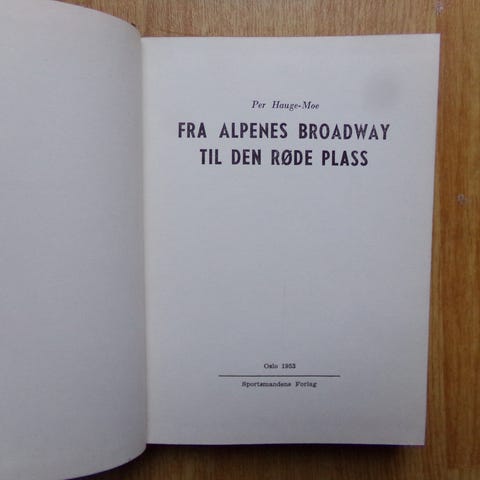 Per Hauge-Moe
FRA ALPENES BROADWAY
TIL DEN RØDE PLASS
Oslo 1953
Sportsmandens Forlag